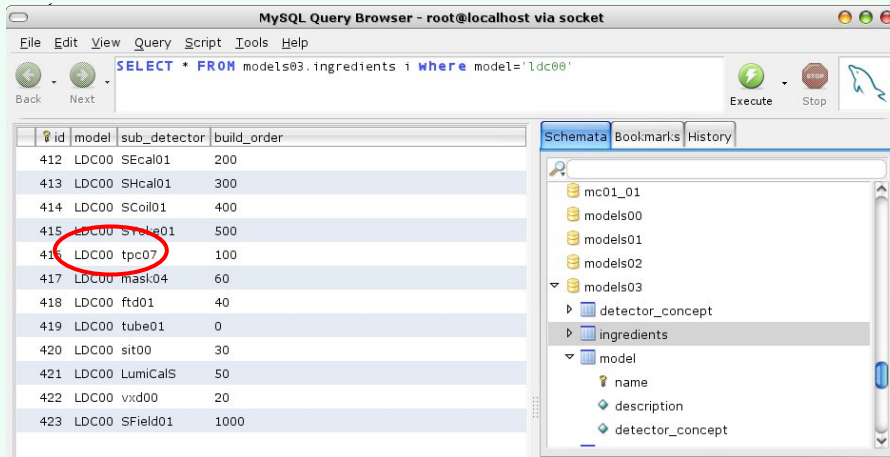 MySQL Query Browser - root@localhost via socket
File Edit View Query Script Tools Help
SELECT * FROM models03.ingredients i where model='ldc00'
Back Next Execute Stop
id model sub_detector build_order
412 LDC00 SEcal01 200
413 LDC00 SHcal01 300
414 LDC00 SCoil01 400
415 LDC00 SYoke01 500
416 LDC00 tpc07 100
417 LDC00 mask04 60
418 LDC00 ftd01 40
419 LDC00 tube01 0
420 LDC00 sit00 30
421 LDC00 LumiCalS 50
422 LDC00 vxd00 20
423 LDC00 SField01 1000
Schemata Bookmarks History
mc01_01
models00
models01
models02
models03
detector_concept
ingredients
model
name
description
detector_concept